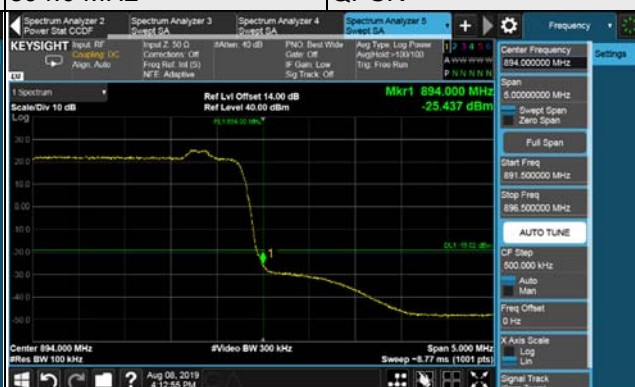 Spectrum Analyzer 2
Power Stat CCDF
Spectrum Analyzer 3
Swept SA
Spectrum Analyzer 4
Swept SA
Spectrum Analyzer 5
Swept SA
Frequency
KEYSIGHT
Input: RF
Coupling: DC
Align: Auto
Input Z: 50 Ω
Corrections: Off
Freq Ref: Int (S)
NFE: Adaptive
#Atten: 40 dB
PNO: Best Wide
Gate: Off
IF Gain: Low
Sig Track: Off
Avg Type: Log Power
Avg|Hold:>100/100
Trig: Free Run
1 2 3 4 5 6
A W W W W W
P N N N N N
1 Spectrum
Scale/Div 10 dB
Log
Ref Lvl Offset 14.00 dB
Ref Level 40.00 dBm
Mkr1 894.000 MHz
-25.437 dBm
30.0
20.0
10.0
0.00
-10.0
-20.0
-30.0
-40.0
-50.0
1
Center 894.000 MHz
#Res BW 100 kHz
#Video BW 300 kHz
Span 5.000 MHz
Sweep ~8.77 ms (1001 pts)
Aug 08, 2019
4:12:55 PM
Center Frequency
894.000000 MHz
Settings
Span
5.00000000 MHz
Swept Span
Zero Span
Full Span
Start Freq
891.500000 MHz
Stop Freq
896.500000 MHz
AUTO TUNE
CF Step
500.000 kHz
Auto
Man
Freq Offset
0 Hz
X Axis Scale
Log
Lin
Signal Track